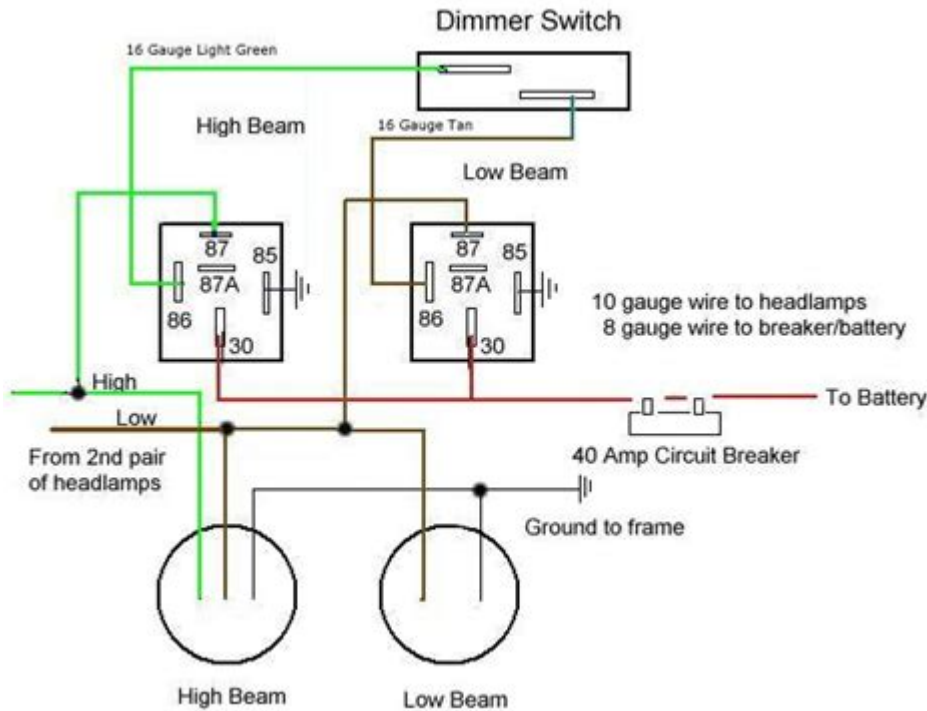 Dimmer Switch
16 Gauge Light Green
High Beam
16 Gauge Tan
Low Beam
87
85
87A
86
30
87
85
87A
86
30
10 gauge wire to headlamps
8 gauge wire to breaker/battery
High
To Battery
Low
From 2nd pair
of headlamps
40 Amp Circuit Breaker
Ground to frame
High Beam
Low Beam